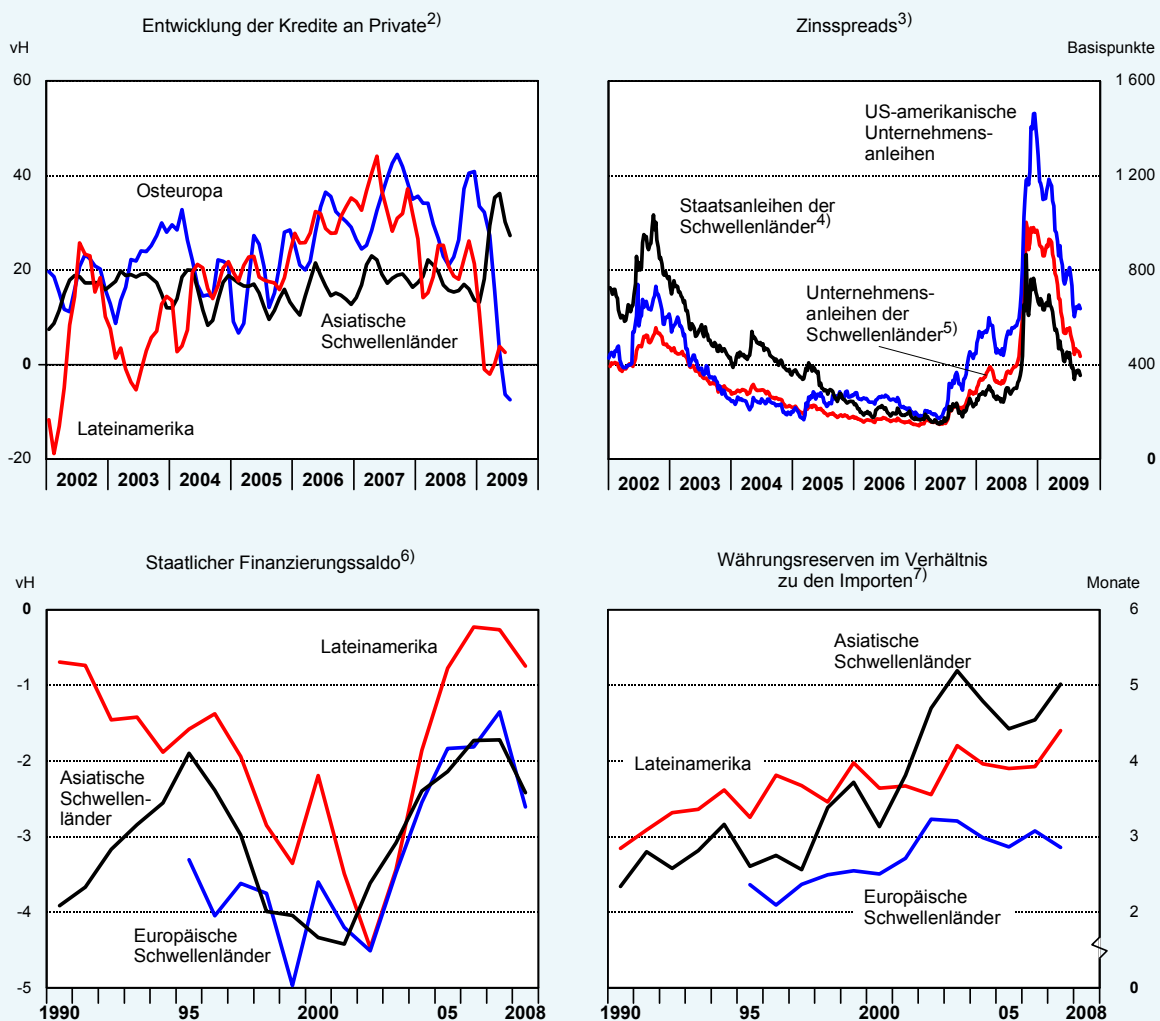 Entwicklung der Kredite an Private2)
vH
60
40
20
0
-20
Osteuropa
Asiatische
Schwellenländer
Lateinamerika
2002 2003 2004 2005 2006 2007 2008 2009
Zinsspreads3)
Basispunkte
1 600
1 200
800
400
0
US-amerikanische
Unternehmens-
anleihen
Staatsanleihen der
Schwellenländer4)
Unternehmens-
anleihen der
Schwellenländer5)
2002 2003 2004 2005 2006 2007 2008 2009
Staatlicher Finanzierungssaldo6)
vH
0
-1
-2
-3
-4
-5
Lateinamerika
Asiatische
Schwellen-
länder
Europäische
Schwellenländer
1990 95 2000 05 2008
Währungsreserven im Verhältnis
zu den Importen7)
Monate
6
5
4
3
2
0
Asiatische
Schwellenländer
Lateinamerika
Europäische
Schwellenländer
1990 95 2000 05 2008